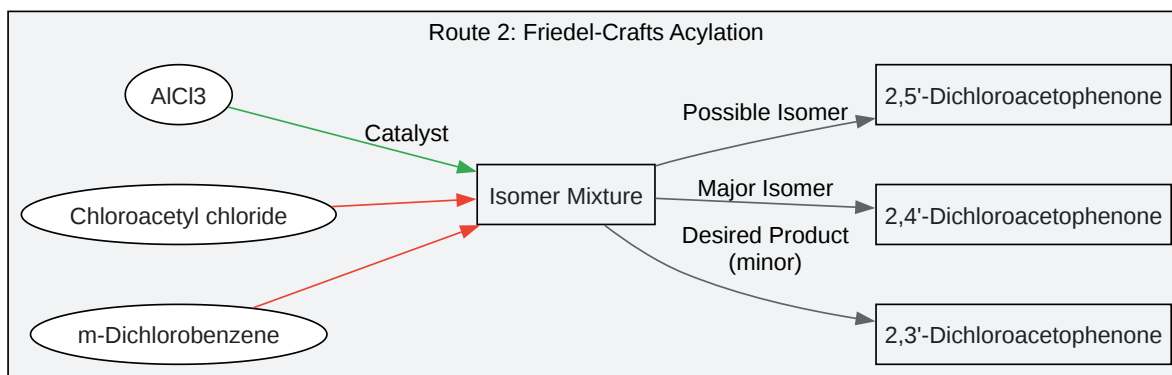 Route 2: Friedel-Crafts Acylation
AlCl3
Catalyst
Chloroacetyl chloride
m-Dichlorobenzene
Isomer Mixture
Possible Isomer
Major Isomer
Desired Product
(minor)
2,5'-Dichloroacetophenone
2,4'-Dichloroacetophenone
2,3'-Dichloroacetophenone